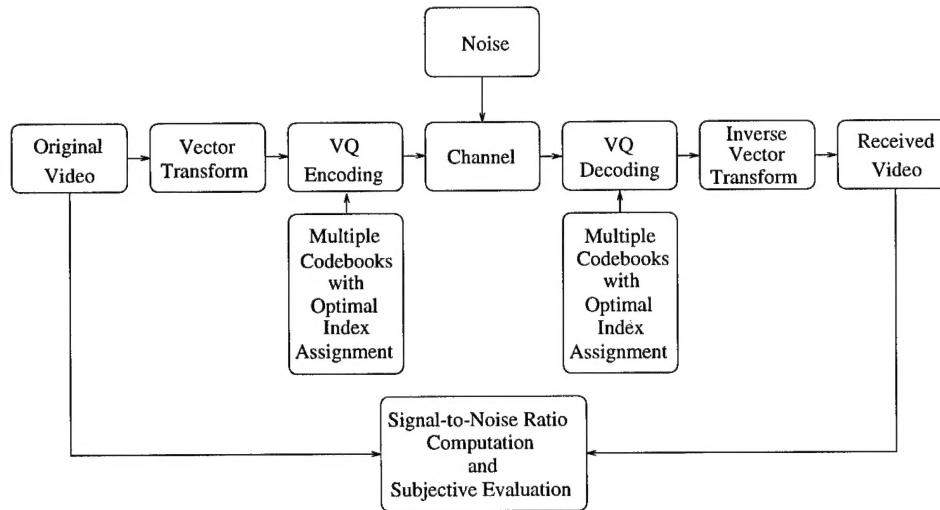 Noise
Original
Video
Vector
Transform
VQ
Encoding
Channel
VQ
Decoding
Inverse
Vector
Transform
Received
Video
Multiple
Codebooks
with
Optimal
Index
Assignment
Multiple
Codebooks
with
Optimal
Index
Assignment
Signal-to-Noise Ratio
Computation
and
Subjective Evaluation